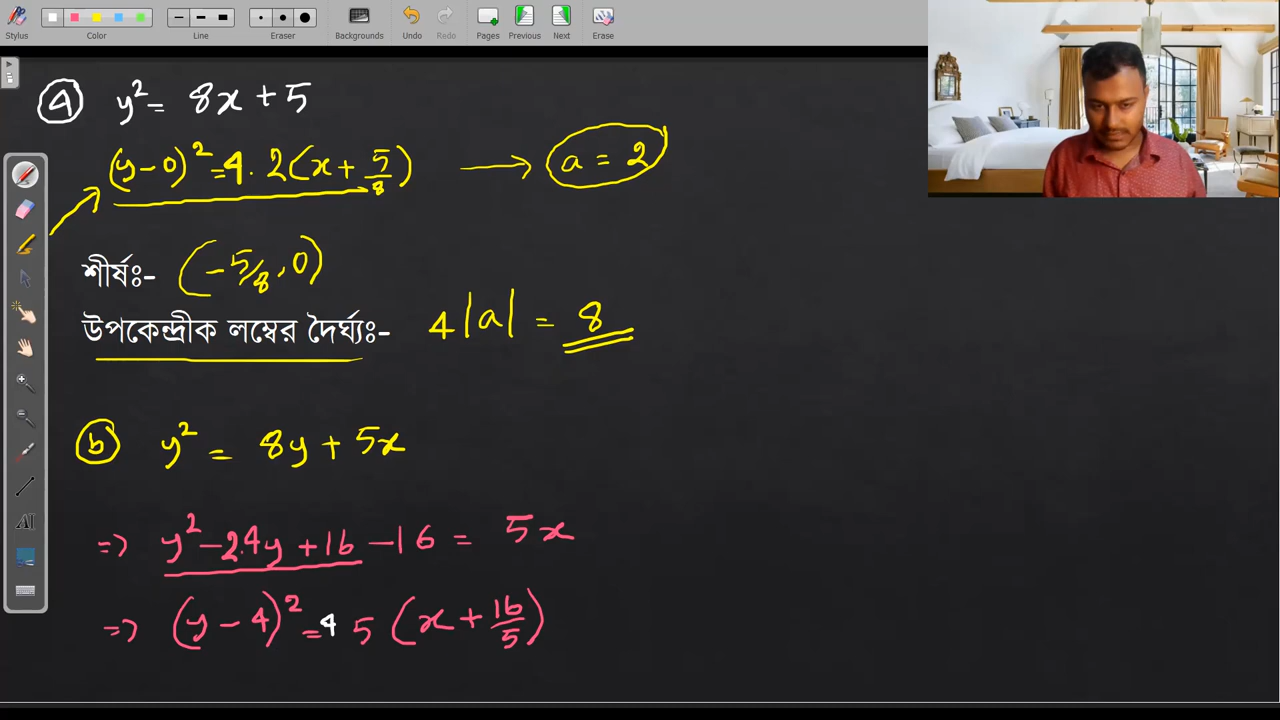 Stylus Color Line Eraser Backgrounds Undo Redo Pages Previous Next Erase
ⓐ y² = 8x + 5
(y - 0)² = 4 · 2 (x + 5/8) → a = 2
শীর্ষঃ- (-5/8, 0)
উপকেন্দ্রীক লম্বের দৈর্ঘ্যঃ- 4|a| = 8
ⓑ y² = 8y + 5x
=> y² - 2.4y + 16 - 16 = 5x
=> (y - 4)² = 4 5 (x + 16/5)